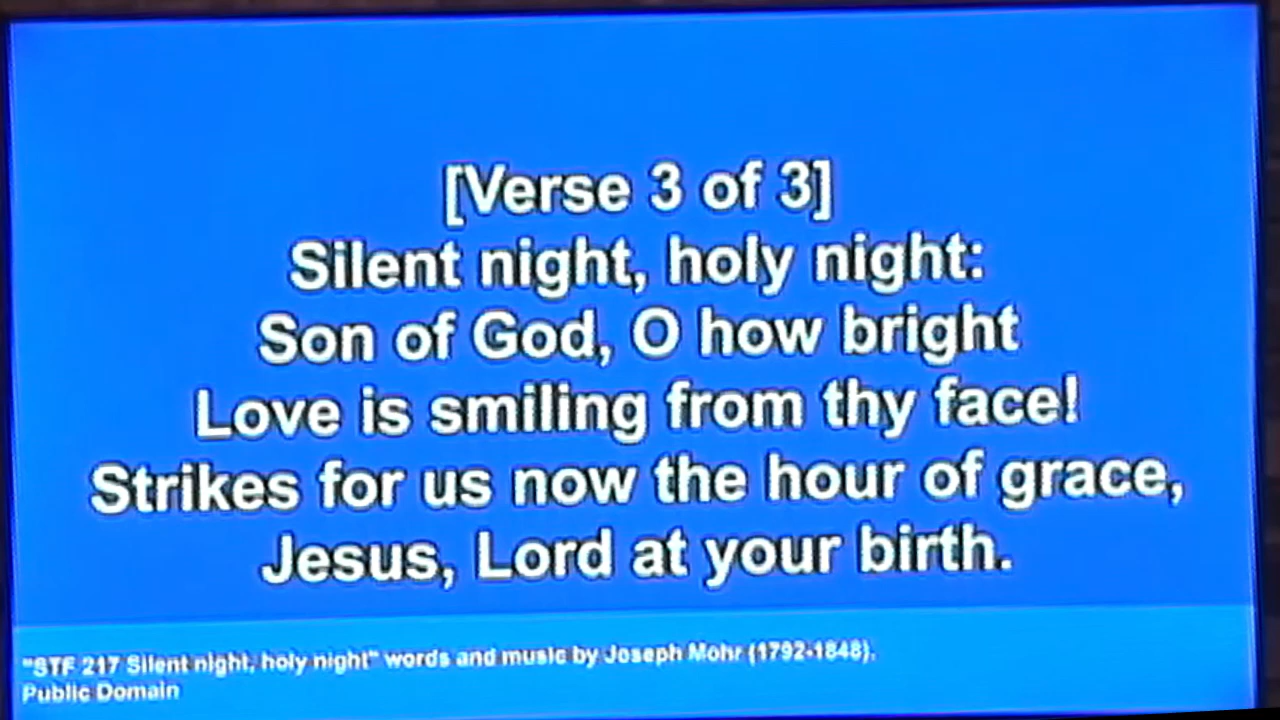 [Verse 3 of 3]
Silent night, holy night:
Son of God, O how bright
Love is smiling from thy face!
Strikes for us now the hour of grace,
Jesus, Lord at your birth.
"STF 217 Silent night, holy night" words and music by Joseph Mohr (1792-1848).
Public Domain